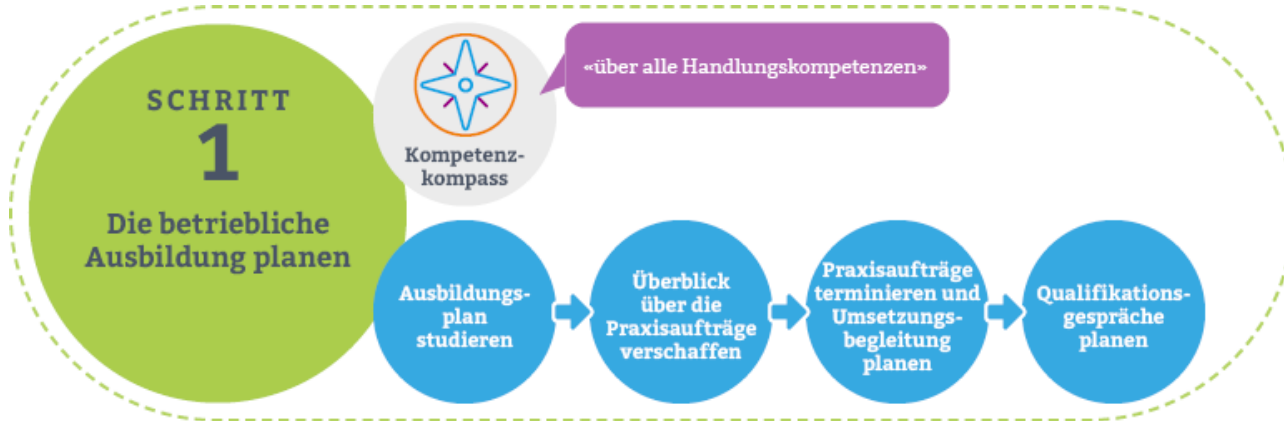 SCHRITT
1
Die betriebliche
Ausbildung planen
Kompetenz-
kompass
«über alle Handlungskompetenzen»
Ausbildungs-
plan
studieren
Überblick
über die
Praxisaufträge
verschaffen
Praxisaufträge
terminieren und
Umsetzungs-
begleitung
planen
Qualifikations-
gespräche
planen